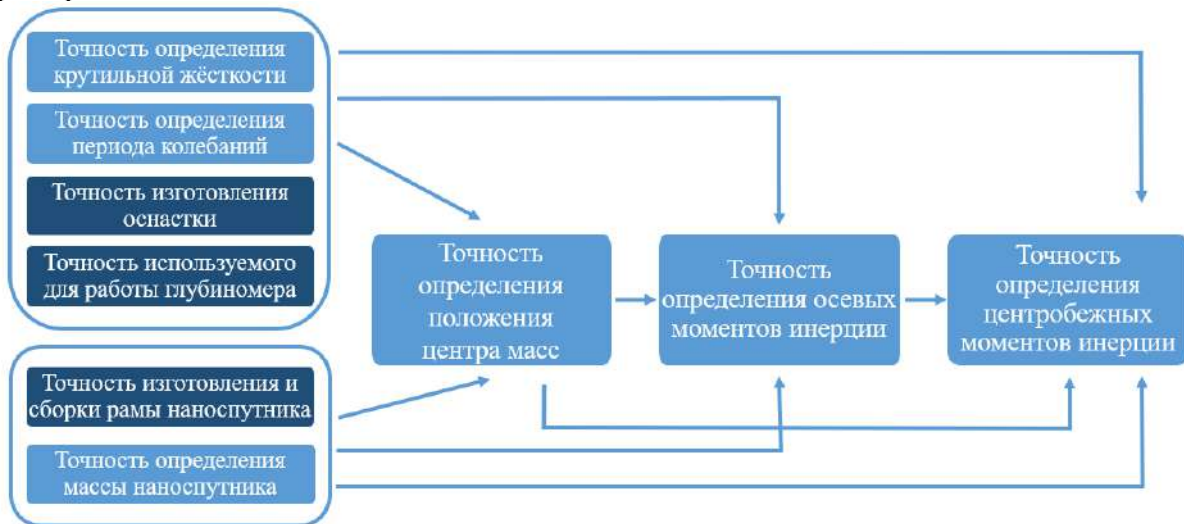 Точность определения
крутильной жёсткости
Точность определения
периода колебаний
Точность изготовления
оснастки
Точность используемого
для работы глубиномера
Точность изготовления и
сборки рамы наноспутника
Точность определения
массы наноспутника
Точность
определения
положения
центра масс
Точность
определения осевых
моментов инерции
Точность
определения
центробежных
моментов инерции